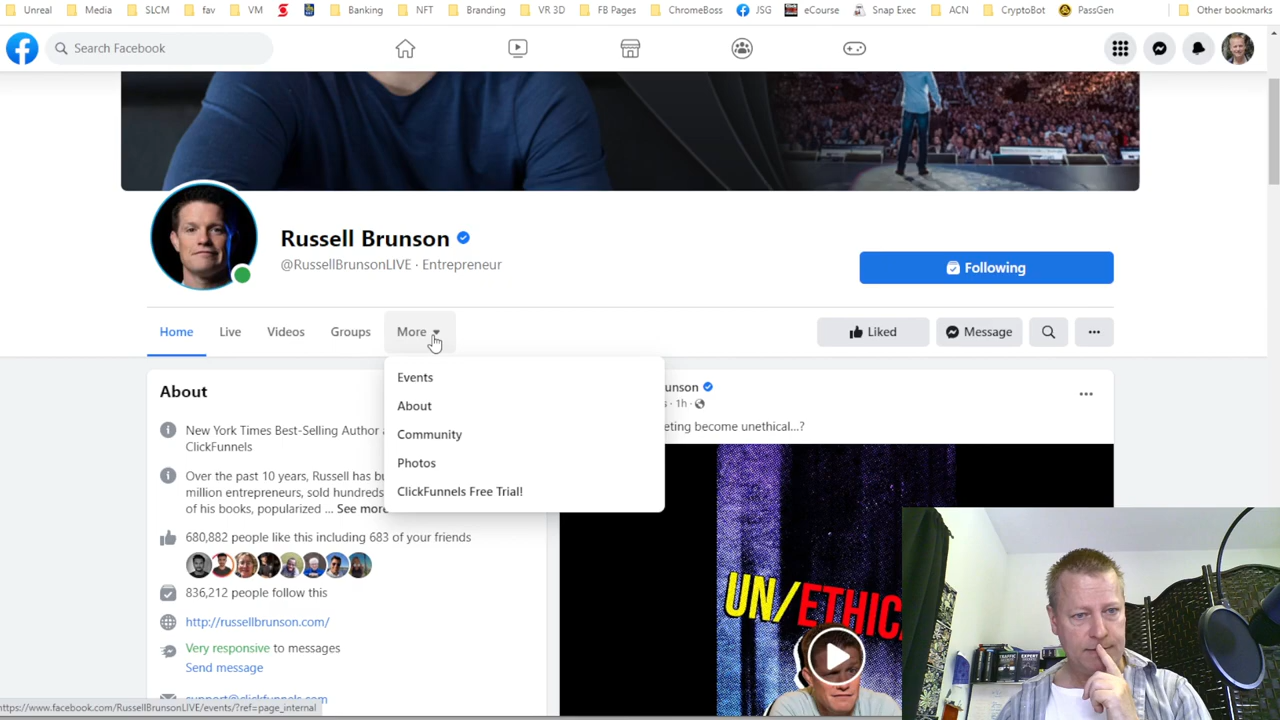 Unreal Media SLCM fav VM Banking NFT Branding VR 3D FB Pages ChromeBoss JSG eCourse Snap Exec ACN CryptoBot PassGen Other bookmarks
Search Facebook
Russell Brunson
@RussellBrunsonLIVE · Entrepreneur
Following
Home Live Videos Groups More
Liked Message
Events
About
Community
Photos
ClickFunnels Free Trial!
About
New York Times Best-Selling Author
ClickFunnels
Over the past 10 years, Russell has
million entrepreneurs, sold hundreds
of his books, popularized ... See more
680,882 people like this including 683 of your friends
836,212 people follow this
http://russellbrunson.com/
Very responsive to messages
Send message
support@clickfunnels.com
https://www.facebook.com/RussellBrunsonLIVE/events/?ref=page_internal
unson
· 1h ·
eting become unethical...?
UN/ETHIC
TRAFFIC
EXPERT